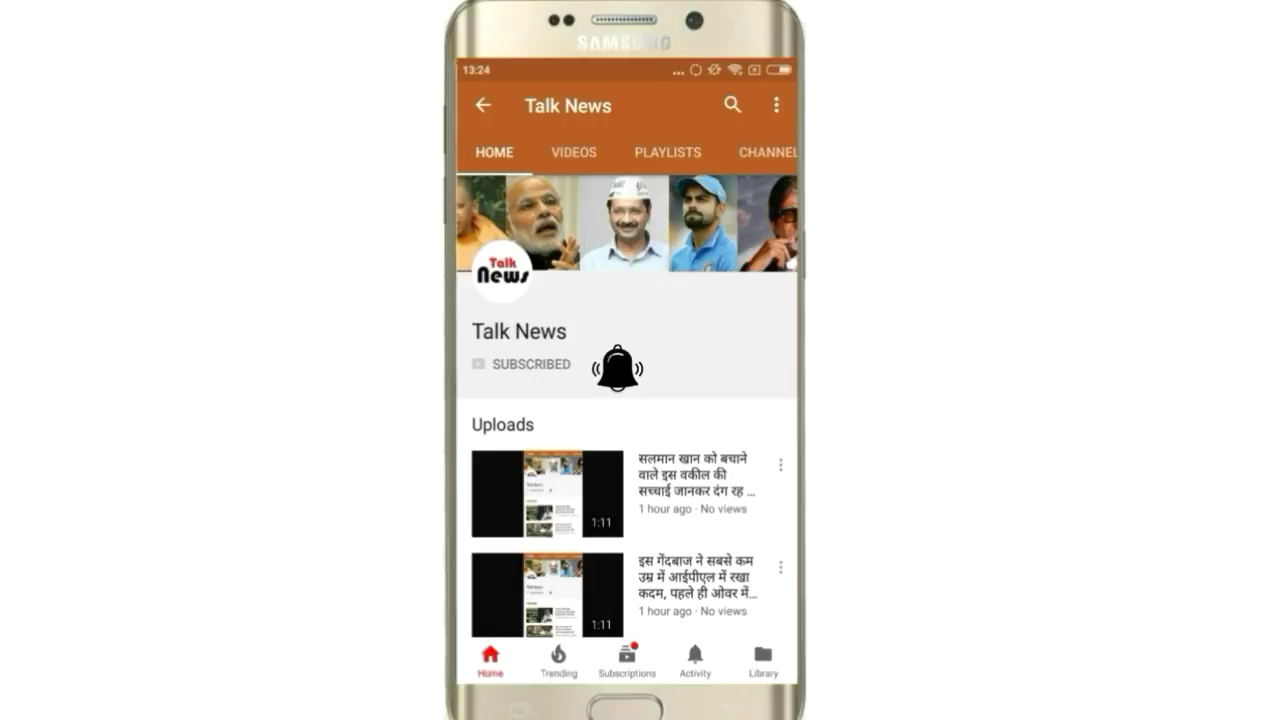 SAMSUNG
13:24
Talk News
HOME VIDEOS PLAYLISTS CHANNEL
Talk
News
Talk News
SUBSCRIBED
Uploads
सलमान खान को बचाने
वाले इस वकील की
सच्चाई जानकर दंग रह ...
1 hour ago · No views
1:11
इस गेंदबाज ने सबसे कम
उम्र में आईपीएल में रखा
कदम, पहले ही ओवर में...
1 hour ago · No views
1:11
Home Trending Subscriptions Activity Library